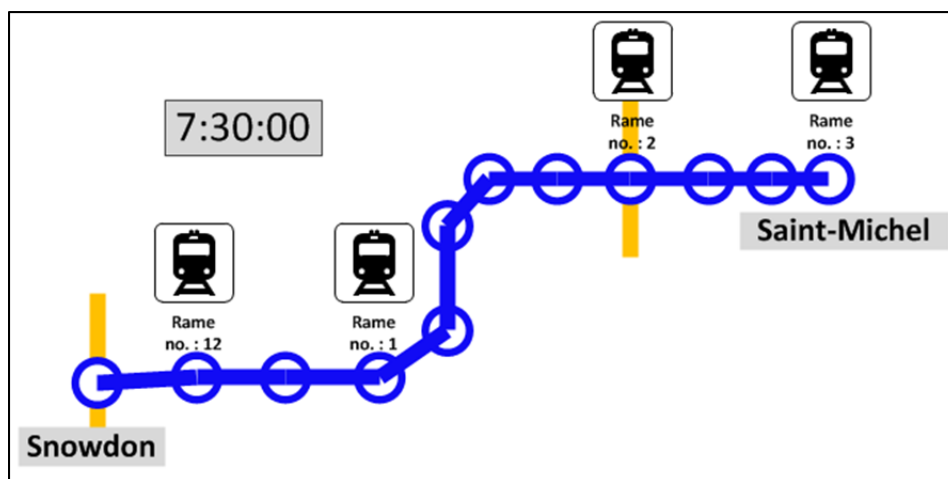 7:30:00
Rame
no. : 2
Rame
no. : 3
Saint-Michel
Rame
no. : 12
Rame
no. : 1
Snowdon